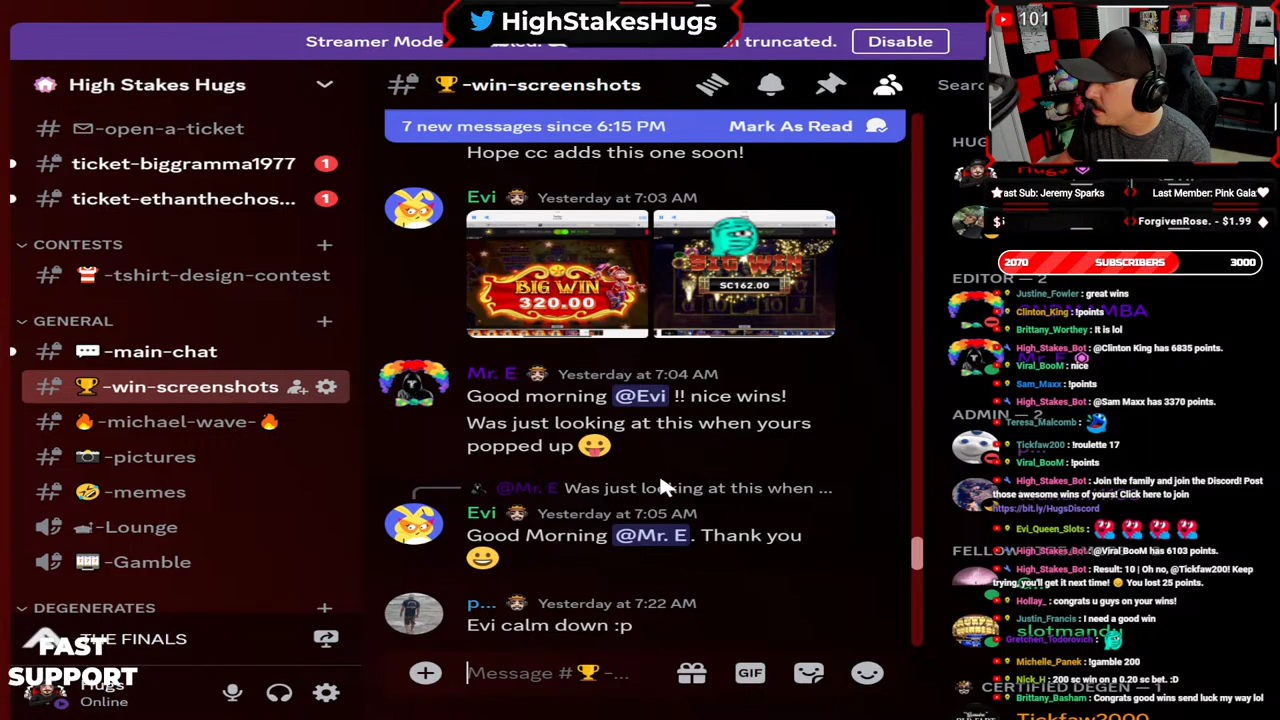 HighStakesHugs
101
Streamer Mode
truncated.
Disable
High Stakes Hugs
-win-screenshots
Sear
7 new messages since 6:15 PM
Mark As Read
-open-a-ticket
ticket-biggramma1977
1
ticket-ethanthechos...
1
CONTESTS
-tshirt-design-contest
GENERAL
-main-chat
-win-screenshots
-michael-wave-
-pictures
-memes
-Lounge
-Gamble
DEGENERATES
THE FINALS
FAST
SUPPORT
Hugs
Online
Hope cc adds this one soon!
Evi
Yesterday at 7:03 AM
BIG WIN
320.00
BIG WIN
SC162.00
Mr. E
Yesterday at 7:04 AM
Good morning @Evi !! nice wins!
Was just looking at this when yours
popped up
@Mr. E Was just looking at this when ...
Evi
Yesterday at 7:05 AM
Good Morning @Mr. E. Thank you
p...
Yesterday at 7:22 AM
Evi calm down :p
Message #
-...
GIF
HUG
Hugs
ast Sub: Jeremy Sparks
Last Member: Pink Gala
ForgivenRose. - $1.99
2070
SUBSCRIBERS
3000
EDITOR — 2
Mr. E
ADMIN — 2
FELLO
slotmandy
CERTIFIED DEGEN — 1
Tickfaw2000
Justine_Fowler : great wins
Clinton_King : !points
Brittany_Worthey : It is lol
High_Stakes_Bot : @Clinton King has 6835 points.
Viral_BooM : nice
Sam_Maxx : !points
High_Stakes_Bot : @Sam Maxx has 3370 points.
Teresa_Malcomb :
Tickfaw200 : !roulette 17
Viral_BooM : !points
High_Stakes_Bot : Join the family and join the Discord! Post
those awesome wins of yours! Click here to
join
https://bit.ly/HugsDiscord
Evi_Queen_Slots :
High_Stakes_Bot : @Viral BooM has 6103 points.
High_Stakes_Bot : Result: 10 | Oh no, @Tickfaw200! Keep
trying, you'll get it next time! You lost 25 points.
Hollay_ : congrats u guys on your wins!
Justin_Francis : I need a good win
Gretchen_Todorovich :
Michelle_Panek : !gamble 200
Nick_H : 200 sc win on a 0.20 sc bet. :D
Brittany_Basham : Congrats good wins send luck my way lol